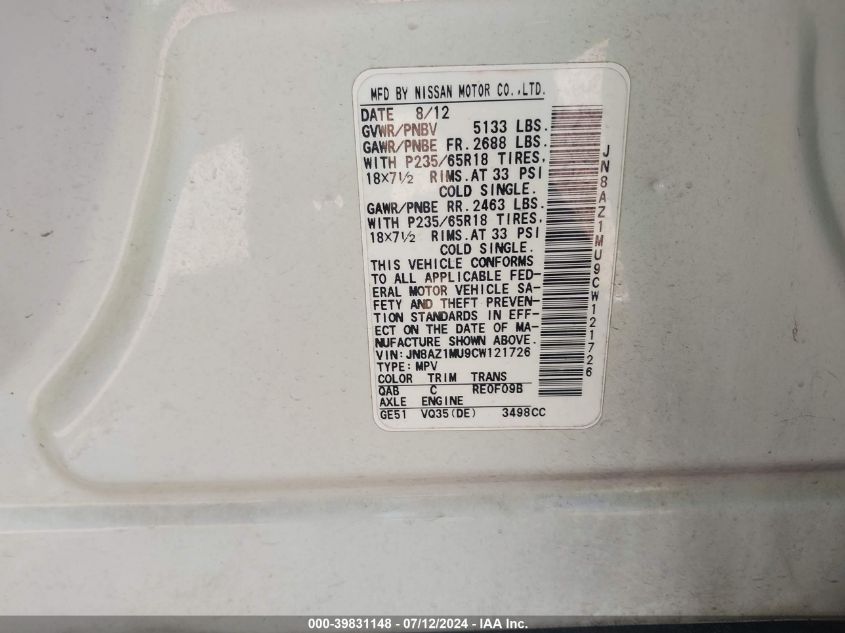 MFD BY NISSAN MOTOR CO.,LTD.
DATE 8/12
GVWR/PNBV 5133 LBS.
GAWR/PNBE FR. 2688 LBS.
WITH P235/65R18 TIRES,
18X7½ RIMS.AT 33 PSI
COLD SINGLE.
GAWR/PNBE RR. 2463 LBS.
WITH P235/65R18 TIRES,
18X7½ RIMS.AT 33 PSI
COLD SINGLE.
THIS VEHICLE CONFORMS
TO ALL APPLICABLE FED-
ERAL MOTOR VEHICLE SA-
FETY AND THEFT PREVEN-
TION STANDARDS IN EFF-
ECT ON THE DATE OF MA-
NUFACTURE SHOWN ABOVE.
VIN:JN8AZ1MU9CW121726
TYPE:MPV
COLOR TRIM TRANS
QAB C RE0F09B
AXLE ENGINE
GE51 VQ35(DE) 3498CC
JN8AZ1MU9CW121726
000-39831148 - 07/12/2024 - IAA Inc.